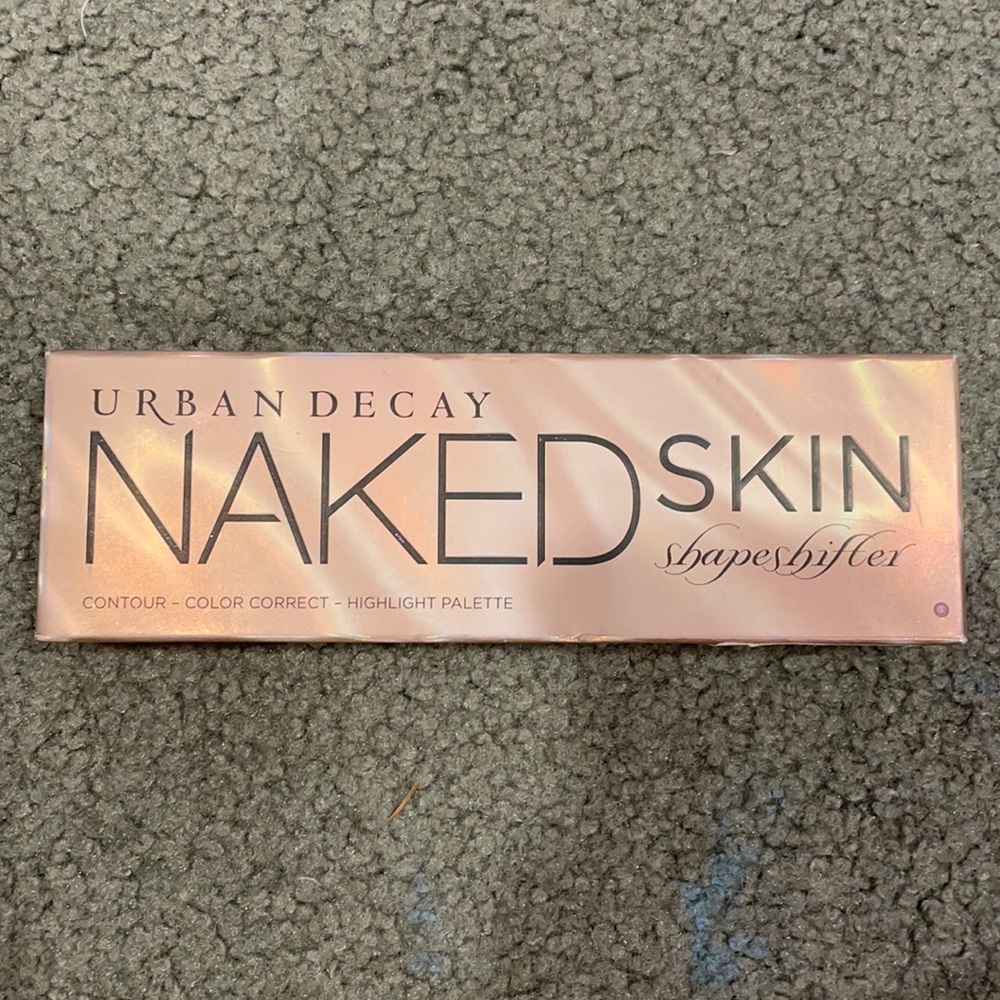 URBAN DECAY
NAKED SKIN
shapeshifter
CONTOUR – COLOR CORRECT – HIGHLIGHT PALETTE